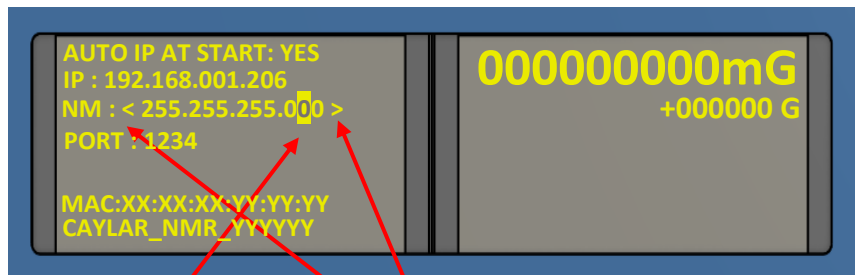 AUTO IP AT START: YES
IP : 192.168.001.206
NM : < 255.255.255.000 >
PORT : 1234
MAC:XX:XX:XX:YY:YY:YY
CAYLAR_NMR_YYYYYY
000000000mG
+000000 G